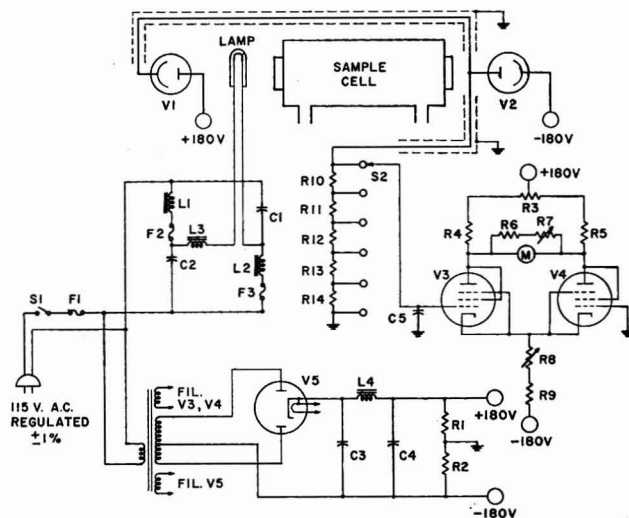 LAMP
SAMPLE
CELL
V1
V2
+180V
-180V
S2
+180V
R10
R3
L1
C1
R11
R6
R7
R4
R5
F2
L3
R12
M
C2
L2
R13
V3
V4
F3
R14
S1
F1
C5
R8
V5
L4
R9
115 V. A.C.
REGULATED
±1%
FIL.
V3, V4
+180V
-180V
R1
C3
C4
R2
FIL. V5
-180V